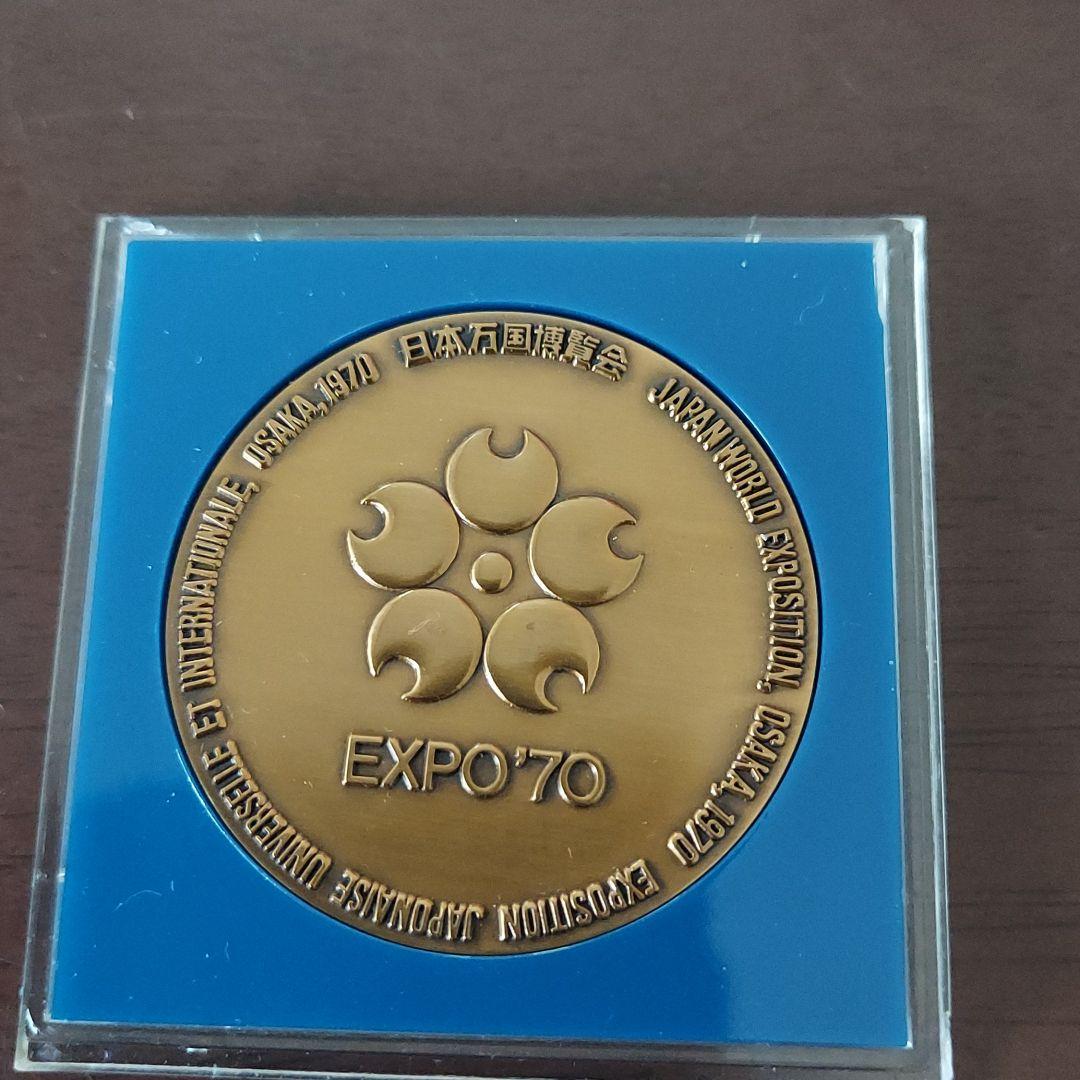 日本万国博覧会 JAPAN WORLD EXPOSITION, OSAKA, 1970 EXPOSITION JAPONAISE UNIVERSELLE ET INTERNATIONALE, OSAKA, 1970
EXPO'70